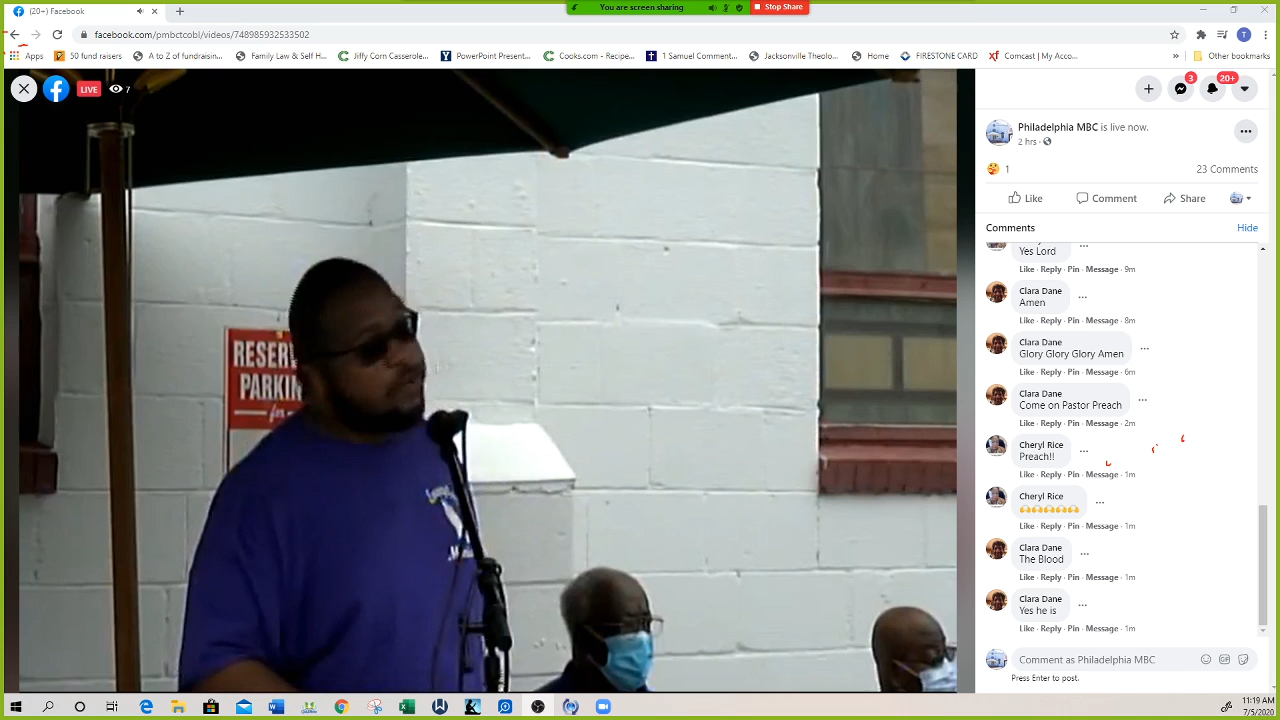 You are screen sharing
Stop Share
(20+) Facebook
facebook.com/pmbctcobl/videos/748985932533502
T
Apps
50 fund raisers
A to Z of fundraisin...
Family Law & Self H...
Jiffy Corn Casserole...
PowerPoint Present...
Cooks.com - Recipe...
1 Samuel Comment...
Jacksonville Theolo...
Home
FIRESTONE CARD
Comcast | My Acco...
»
Other bookmarks
LIVE
7
3
20+
Philadelphia MBC is live now.
2 hrs ·
1
23 Comments
Like
Comment
Share
Comments
Hide
Yes Lord
Like · Reply · Pin · Message · 9m
Clara Dane
Amen
Like · Reply · Pin · Message · 8m
Clara Dane
Glory Glory Glory Amen
Like · Reply · Pin · Message · 6m
Clara Dane
Come on Pastor Preach
Like · Reply · Pin · Message · 2m
Cheryl Rice
Preach!!
Like · Reply · Pin · Message · 1m
Cheryl Rice
🙌🙌🙌🙌🙌🙌
Like · Reply · Pin · Message · 1m
Clara Dane
The Blood
Like · Reply · Pin · Message · 1m
Clara Dane
Yes he is
Like · Reply · Pin · Message · 1m
Comment as Philadelphia MBC
GIF
Press Enter to post.
PARKIN
11:19 AM
7/5/2020